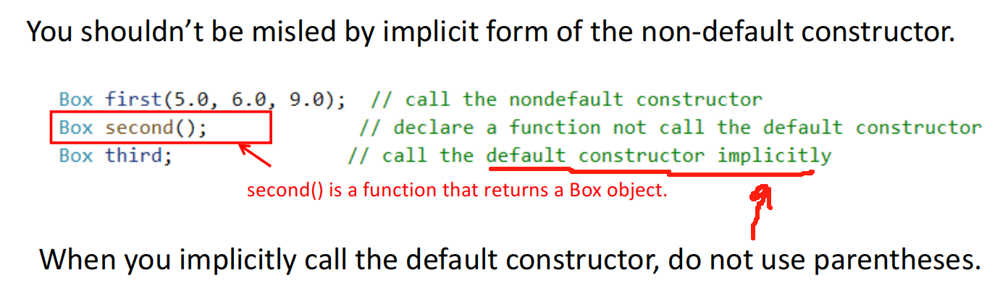 You shouldn’t be misled by implicit form of the non-default constructor.
Box first(5.0, 6.0, 9.0);  // call the nondefault constructor
Box second();  // declare a function not call the default constructor
Box third;  // call the default constructor implicitly
second() is a function that returns a Box object.
When you implicitly call the default constructor, do not use parentheses.